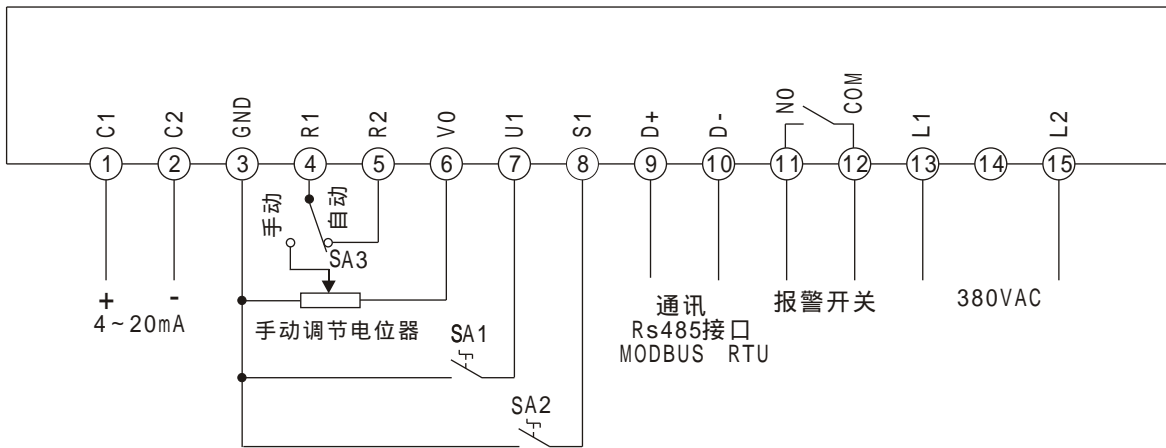 C1 C2 GND R1 R2 V0 U1 S1 D+ D- NO COM L1 L2
1 2 3 4 5 6 7 8 9 10 11 12 13 14 15
手动 自动
SA3
+ -
4~20mA
手动调节电位器
SA1
SA2
通讯
Rs485接口
MODBUS RTU
报警开关
380VAC